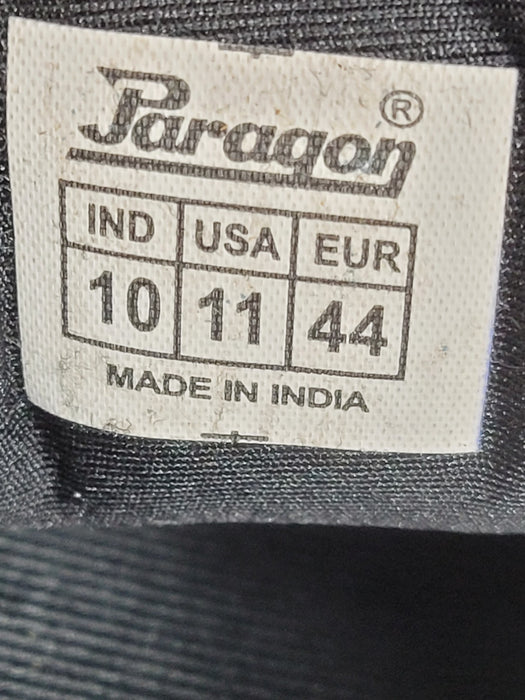 Paragon®
IND USA EUR
10 11 44
MADE IN INDIA